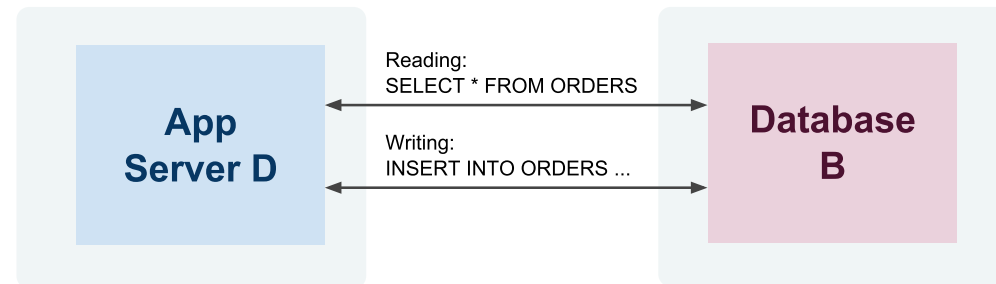 App
Server D
Reading:
SELECT * FROM ORDERS
Writing:
INSERT INTO ORDERS ...
Database
B